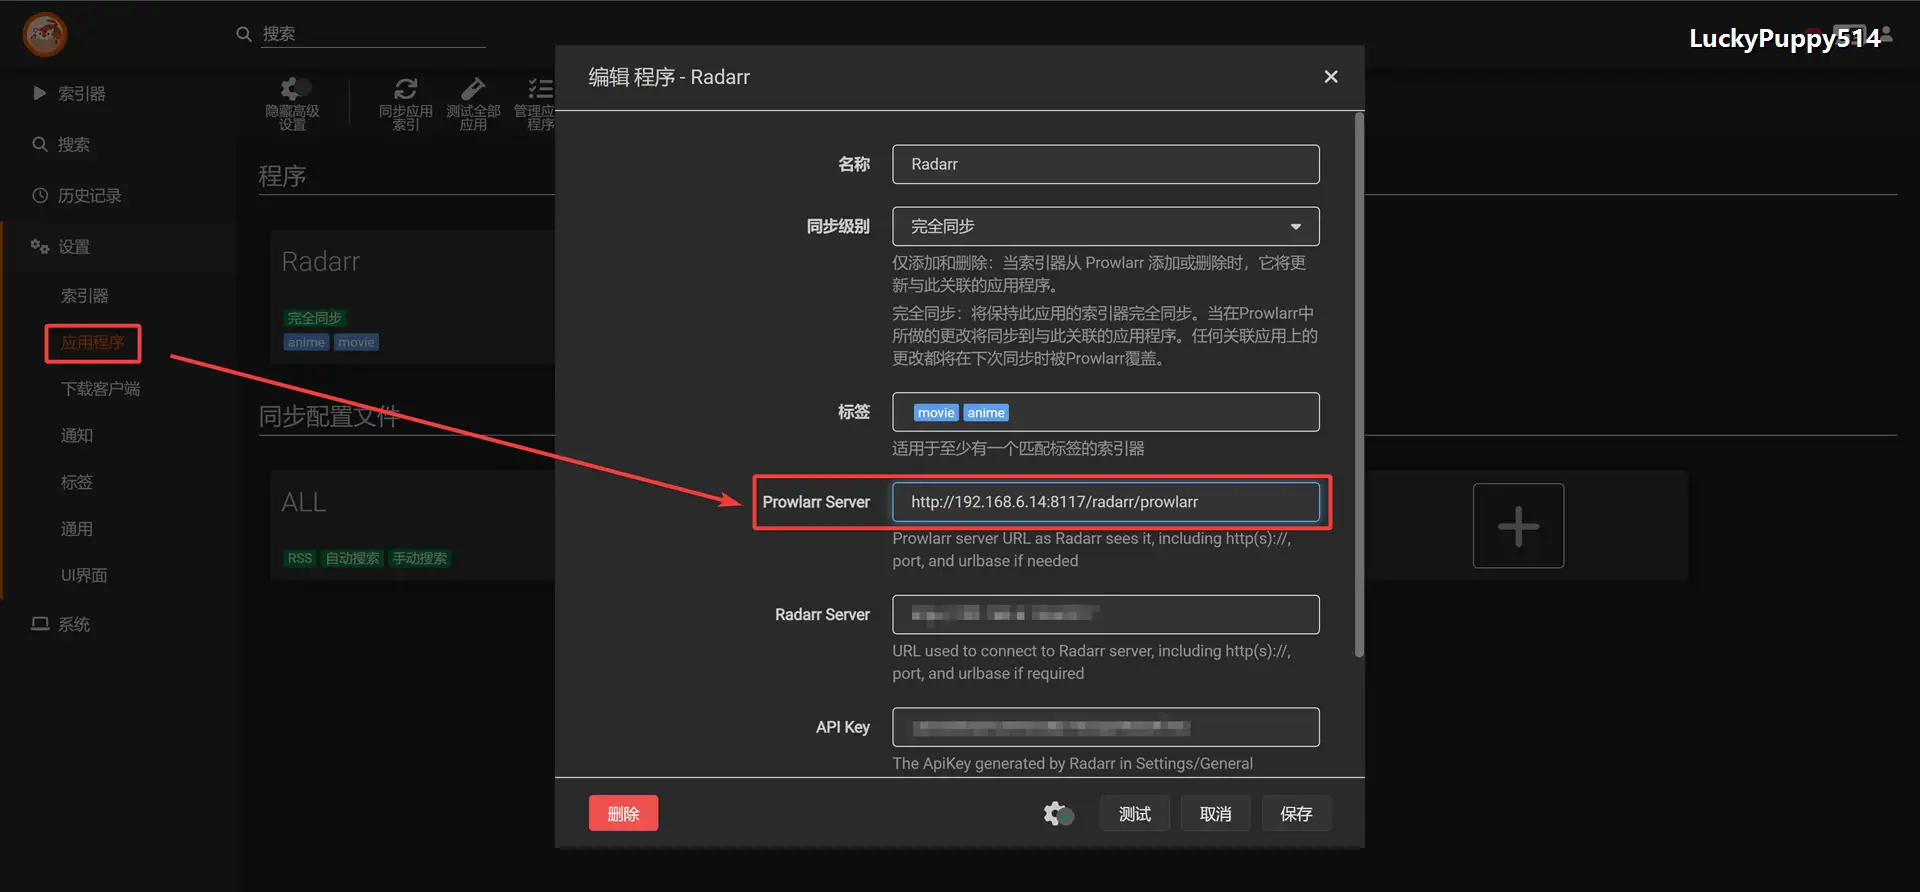 搜索
LuckyPuppy514
索引器
搜索
历史记录
设置
索引器
应用程序
下载客户端
通知
标签
通用
UI界面
系统
隐藏高级
设置
同步应用
索引
测试全部
应用
管理应
程序
程序
Radarr
完全同步
anime movie
同步配置文件
ALL
RSS 自动搜索 手动搜索
编辑 程序 - Radarr
名称
Radarr
同步级别
完全同步
仅添加和删除：当索引器从 Prowlarr 添加或删除时，它将更
新与此关联的应用程序。
完全同步：将保持此应用的索引器完全同步。当在Prowlarr中
所做的更改将同步到与此关联的应用程序。任何关联应用上的
更改都将在下次同步时被Prowlarr覆盖。
标签
movie anime
适用于至少有一个匹配标签的索引器
Prowlarr Server
http://192.168.6.14:8117/radarr/prowlarr
Prowlarr server URL as Radarr sees it, including http(s)://,
port, and urlbase if needed
Radarr Server
URL used to connect to Radarr server, including http(s)://,
port, and urlbase if required
API Key
The ApiKey generated by Radarr in Settings/General
删除
测试
取消
保存